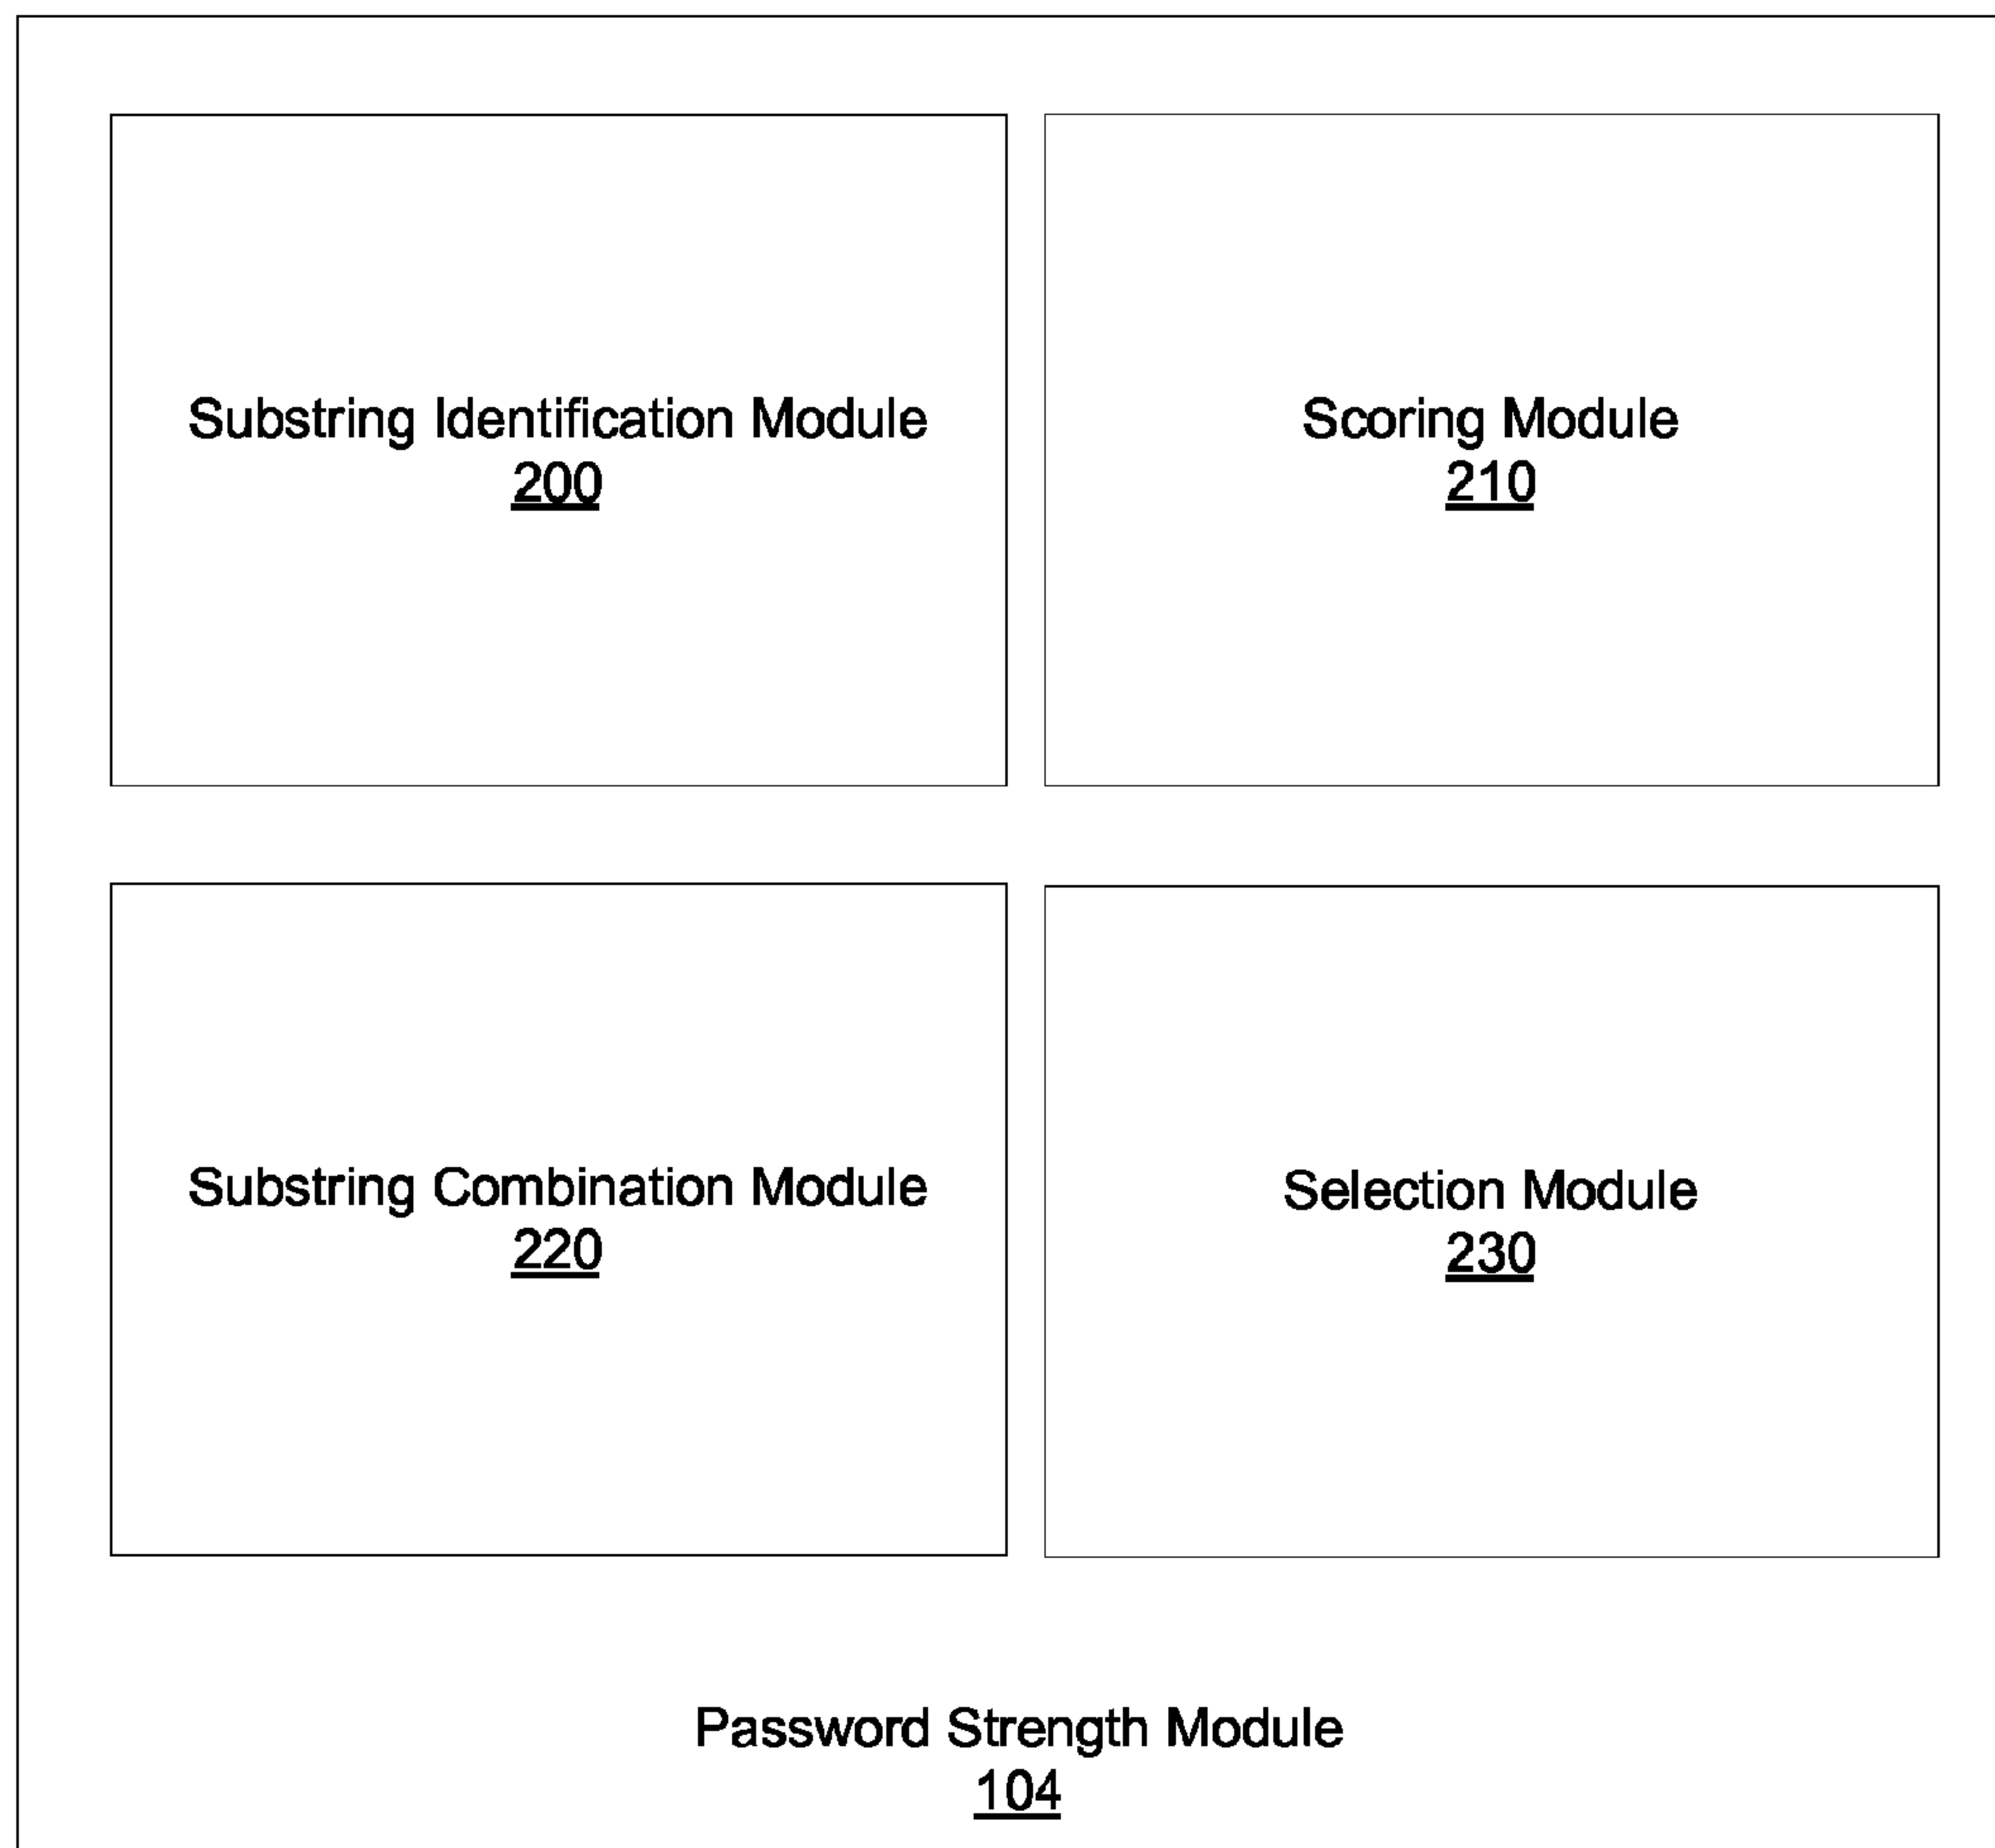 Substring Identification Module
200
Scoring Module
210
Substring Combination Module
220
Selection Module
230
Password Strength Module
104